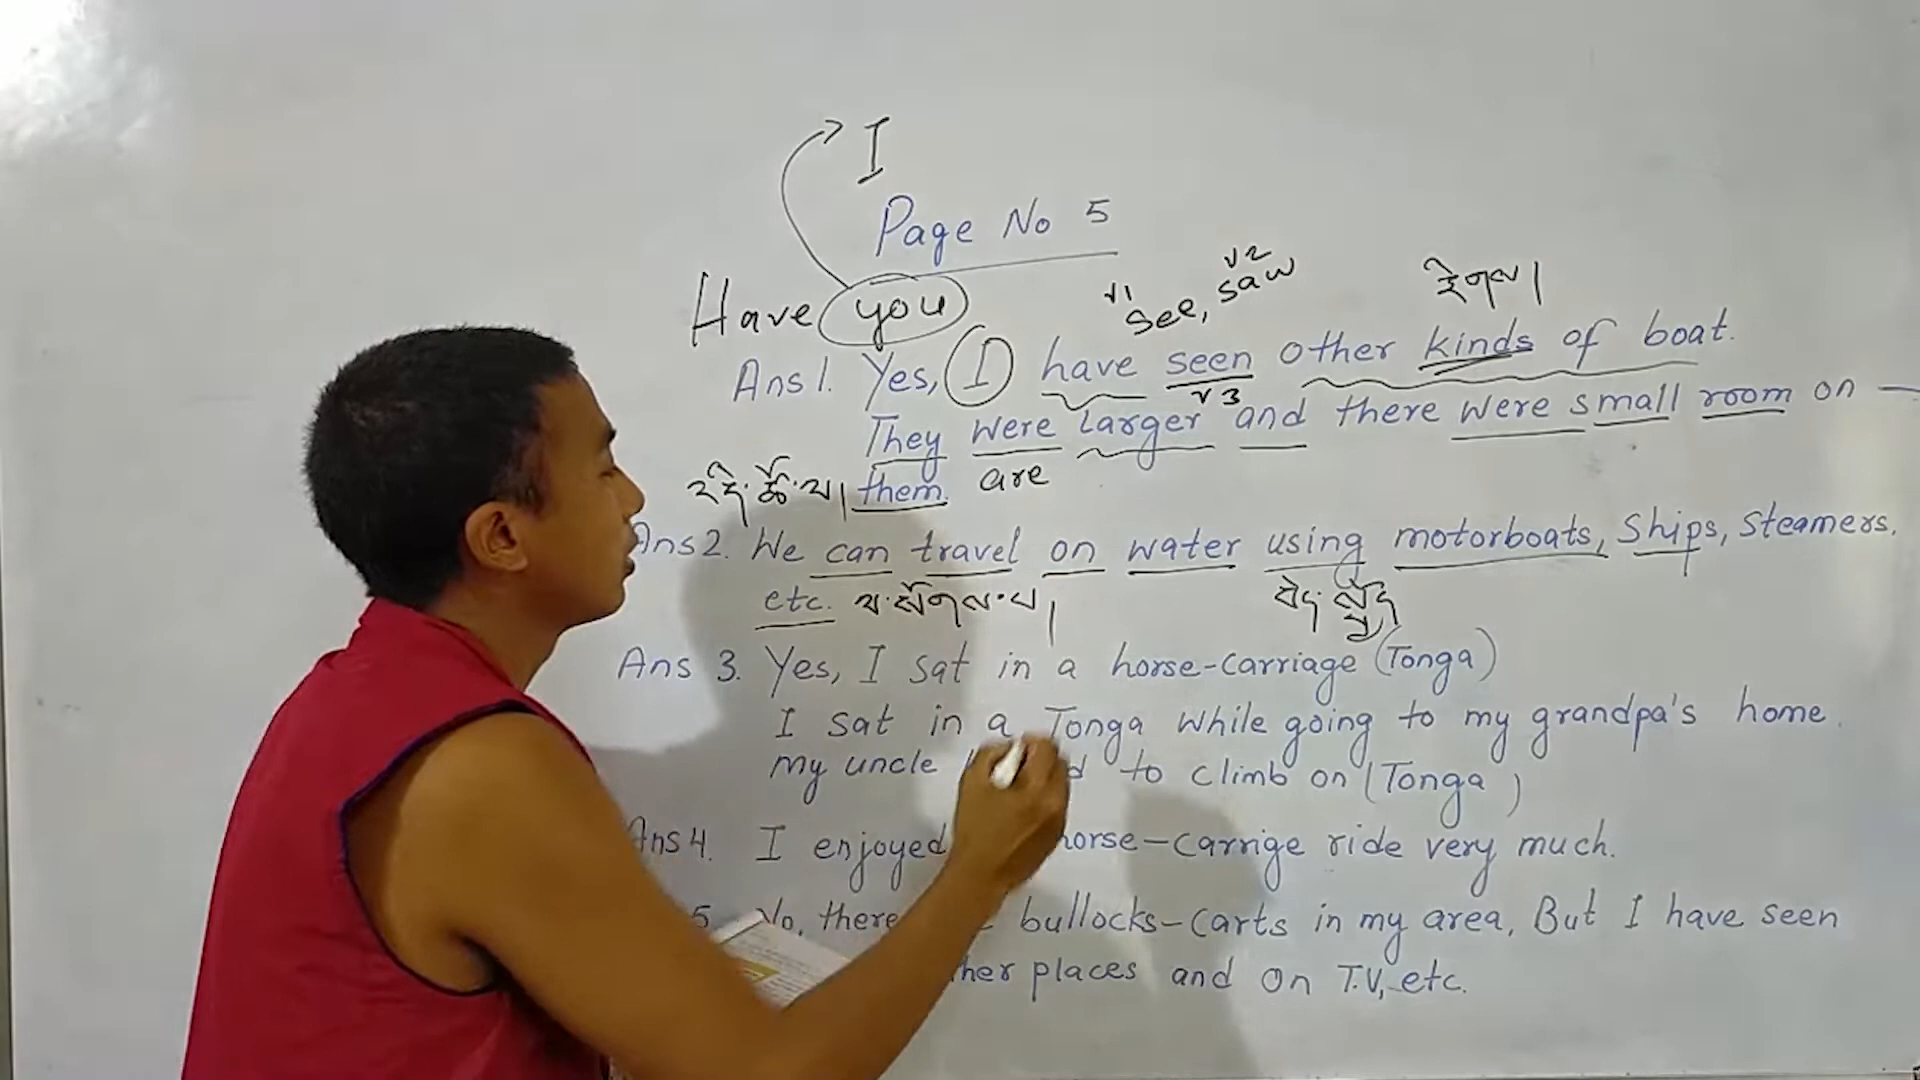 I
Page No 5
Have you
v1 see, v2 saw
Ans 1. Yes, I have seen other kinds of boat.
v3
They were larger and there were small room on —
them. are
Ans 2. We can travel on water using motorboats, Ships, Steamers.
etc.
Ans 3. Yes, I sat in a horse-carriage (Tonga)
I sat in a Tonga while going to my grandpa's home.
my uncle to climb on (Tonga)
Ans 4. I enjoyed horse-carrige ride very much.
5. No, there bullocks-carts in my area, But I have seen
places and on T.V, etc.